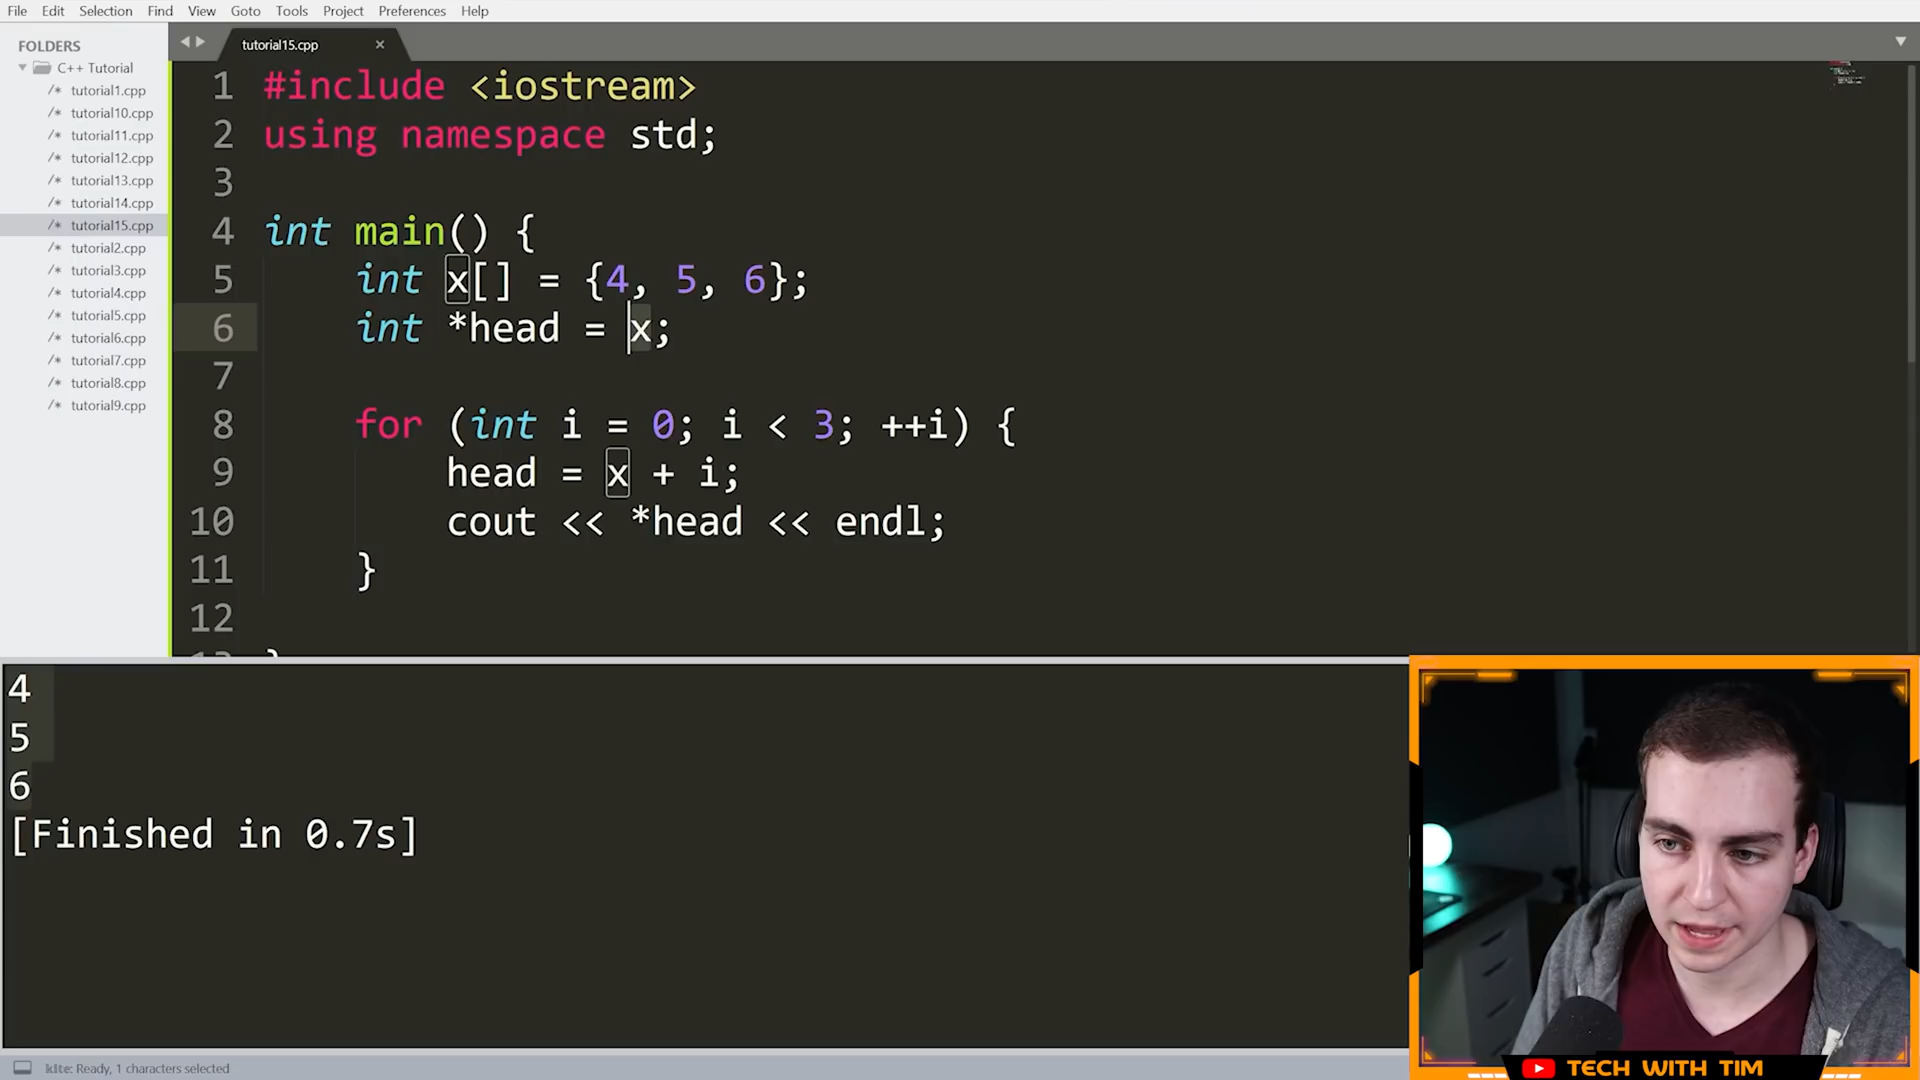 File Edit Selection Find View Goto Tools Project Preferences Help
FOLDERS
C++ Tutorial
/* tutorial1.cpp
/* tutorial10.cpp
/* tutorial11.cpp
/* tutorial12.cpp
/* tutorial13.cpp
/* tutorial14.cpp
/* tutorial15.cpp
/* tutorial2.cpp
/* tutorial3.cpp
/* tutorial4.cpp
/* tutorial5.cpp
/* tutorial6.cpp
/* tutorial7.cpp
/* tutorial8.cpp
/* tutorial9.cpp
tutorial15.cpp ×
1 #include <iostream>
2 using namespace std;
3
4 int main() {
5 int x[] = {4, 5, 6};
6 int *head = x;
7
8 for (int i = 0; i < 3; ++i) {
9 head = x + i;
10 cout << *head << endl;
11 }
12
4
5
6
[Finished in 0.7s]
kite: Ready, 1 characters selected
TECH WITH TIM